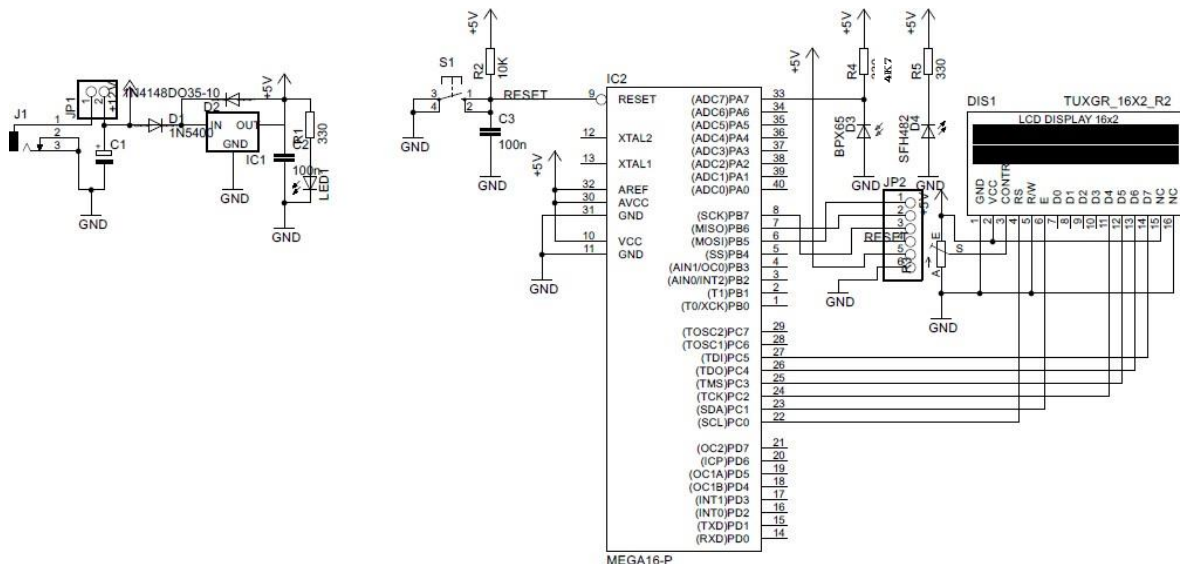 J1
1
2
3
JP1
1
2
+12V
C1
+
GND
1N4148DO35-10
D2
D1
1N5400
IN
OUT
GND
IC1
GND
+5V
R1
330
C2
100n
LED1
GND
+5V
R2
10K
S1
3
4
1
2
RESET
GND
C3
100n
GND
+5V
GND
IC2
9 RESET
12 XTAL2
13 XTAL1
32 AREF
30 AVCC
31 GND
10 VCC
11 GND
(ADC7)PA7 33
(ADC6)PA6 34
(ADC5)PA5 35
(ADC4)PA4 36
(ADC3)PA3 37
(ADC2)PA2 38
(ADC1)PA1 39
(ADC0)PA0 40
(SCK)PB7 8
(MISO)PB6 7
(MOSI)PB5 6
(SS)PB4 5
(AIN1/OC0)PB3 4
(AIN0/INT2)PB2 3
(T1)PB1 2
(T0/XCK)PB0 1
(TOSC2)PC7 29
(TOSC1)PC6 28
(TDI)PC5 27
(TDO)PC4 26
(TMS)PC3 25
(TCK)PC2 24
(SDA)PC1 23
(SCL)PC0 22
(OC2)PD7 21
(ICP)PD6 20
(OC1A)PD5 19
(OC1B)PD4 18
(INT1)PD3 17
(INT0)PD2 16
(TXD)PD1 15
(RXD)PD0 14
MEGA16-P
+5V
+5V
R4
4K7
BPX65
D3
GND
+5V
R5
330
SFH482
D4
GND
JP2
1
2
3
4
5
6
RESET
GND
+5V
E
A
S
GND
DIS1
TUXGR_16X2_R2
LCD DISPLAY 16x2
GND
VCC
CONTR
RS
R/W
E
D0
D1
D2
D3
D4
D5
D6
D7
NC
NC
1
2
3
4
5
6
7
8
9
10
11
12
13
14
15
16